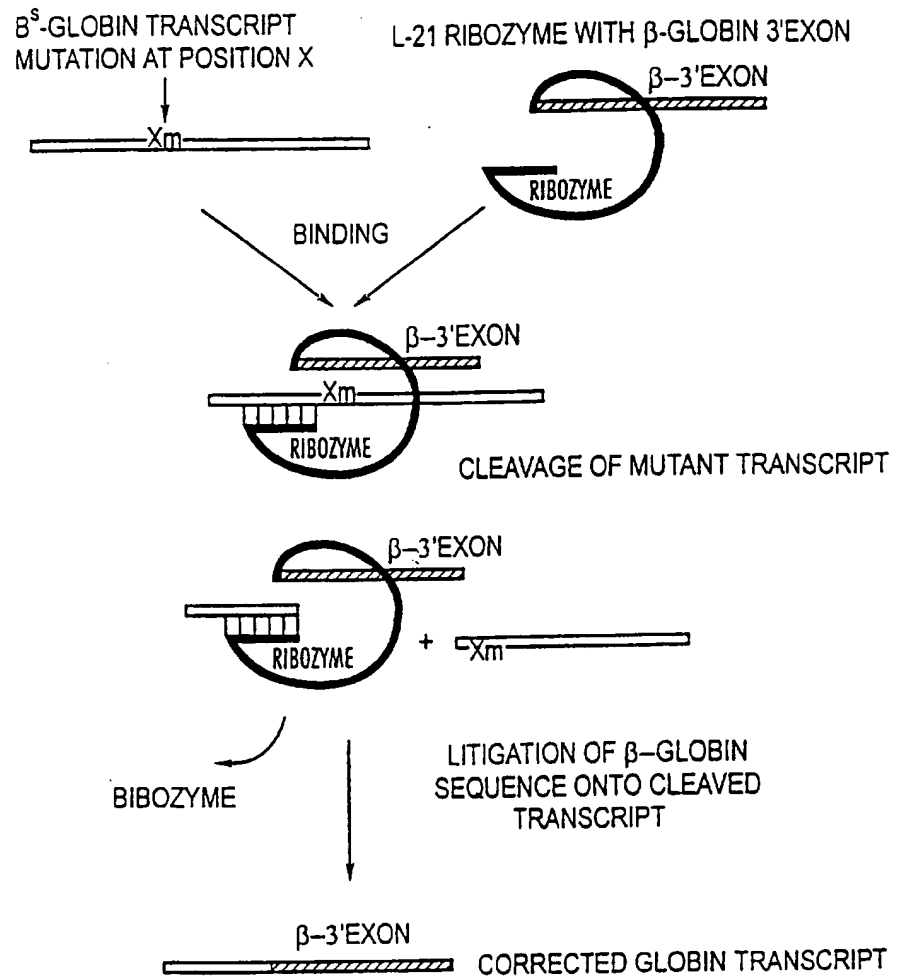 Bˢ-GLOBIN TRANSCRIPT
MUTATION AT POSITION X
L-21 RIBOZYME WITH β-GLOBIN 3'EXON
β–3'EXON
Xm
RIBOZYME
BINDING
β–3'EXON
Xm
RIBOZYME
CLEAVAGE OF MUTANT TRANSCRIPT
β–3'EXON
RIBOZYME
+
Xm
LITIGATION OF β–GLOBIN
SEQUENCE ONTO CLEAVED
TRANSCRIPT
BIBOZYME
β–3'EXON
CORRECTED GLOBIN TRANSCRIPT